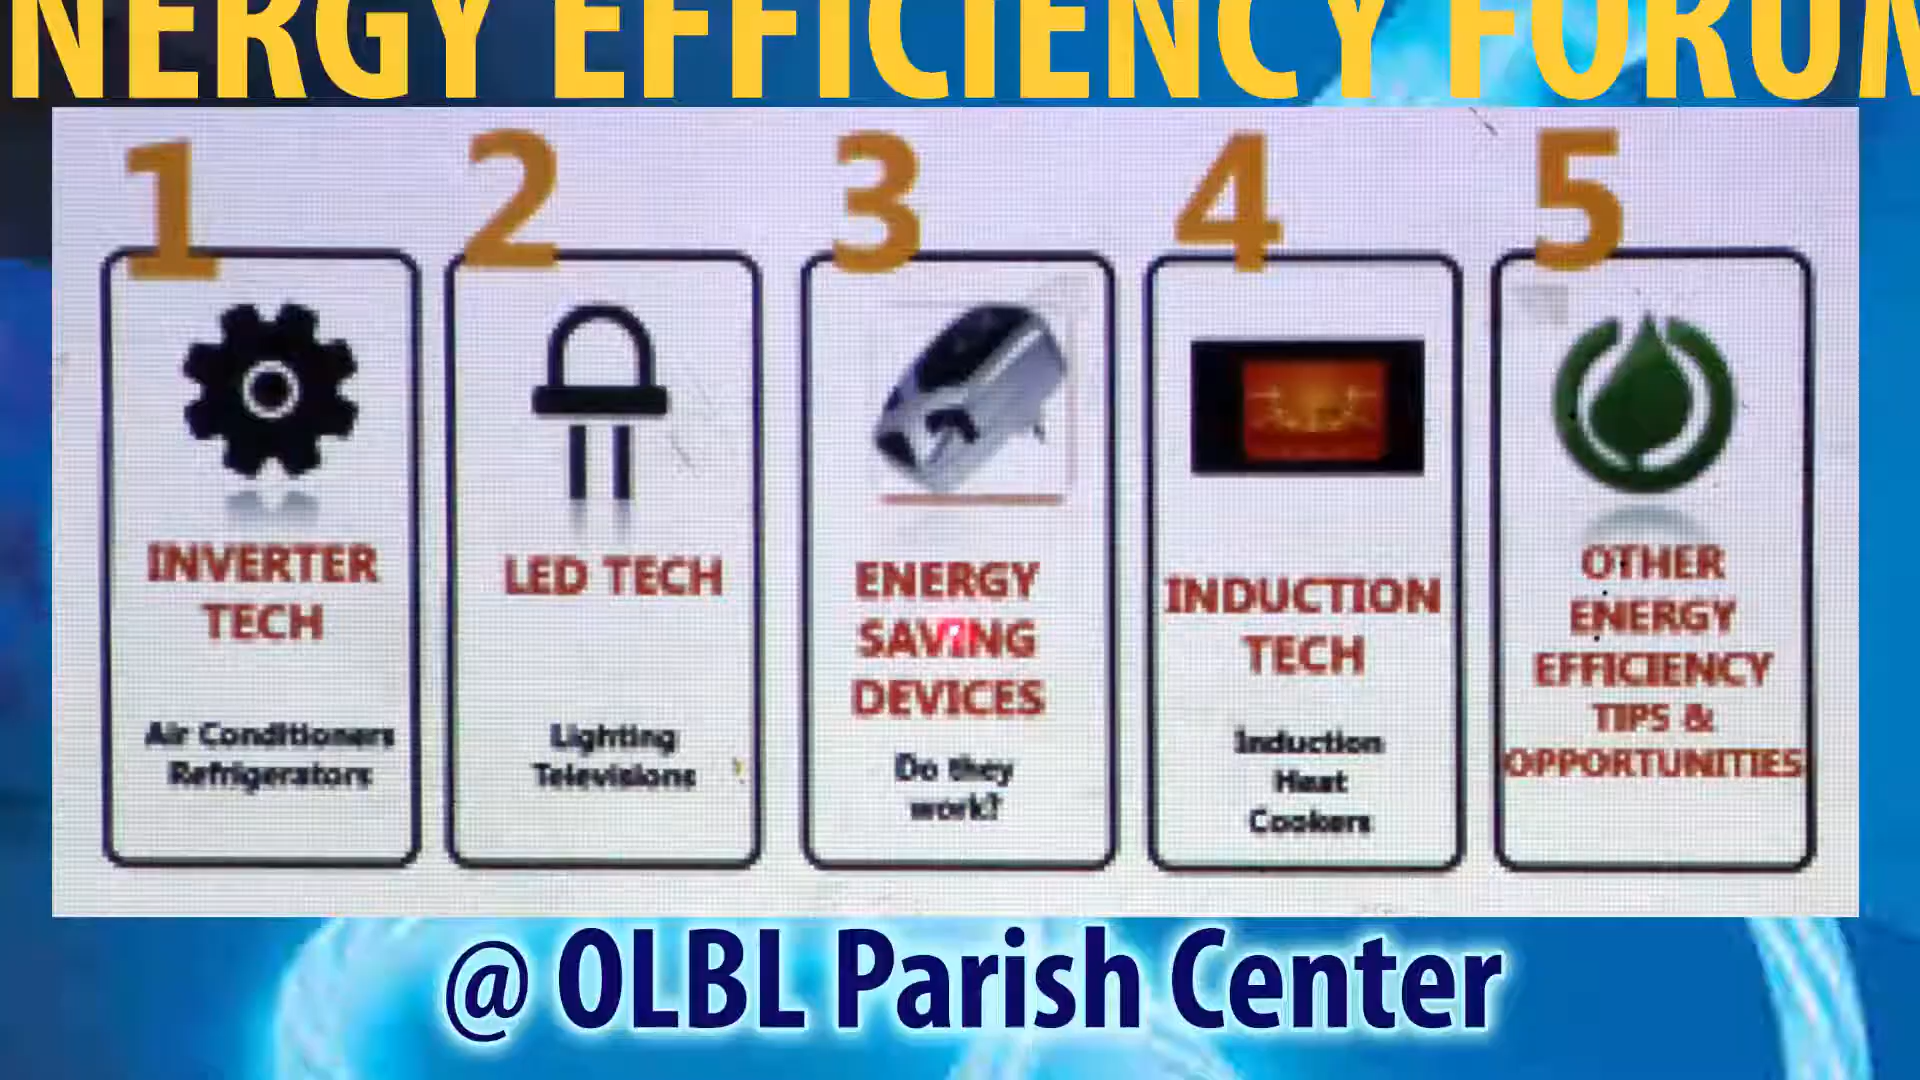 NERGY EFFICIENCY FORUM
1
2
3
4
5
INVERTER
TECH
Air Conditioners
Refrigerators
LED TECH
Lighting
Televisions
ENERGY
SAVING
DEVICES
Do they
work?
INDUCTION
TECH
Induction
Heat
Cookers
OTHER
ENERGY
EFFICIENCY
TIPS &
OPPORTUNITIES
@ OLBL Parish Center